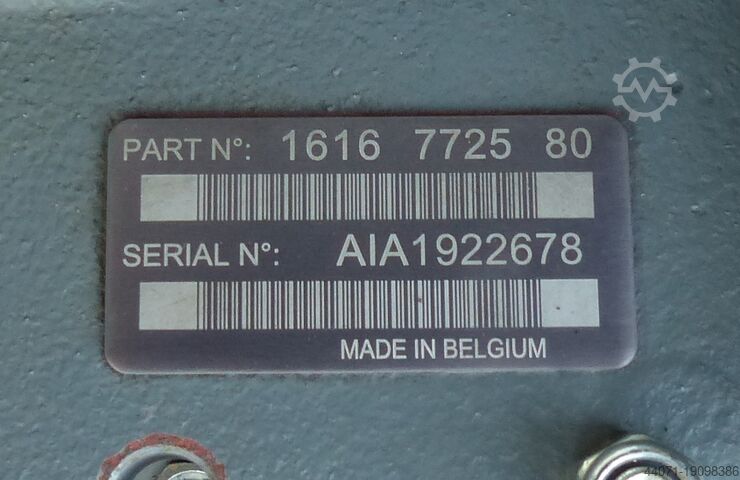 PART N°: 1616 7725 80
SERIAL N°: AIA1922678
MADE IN BELGIUM
44071-19098386